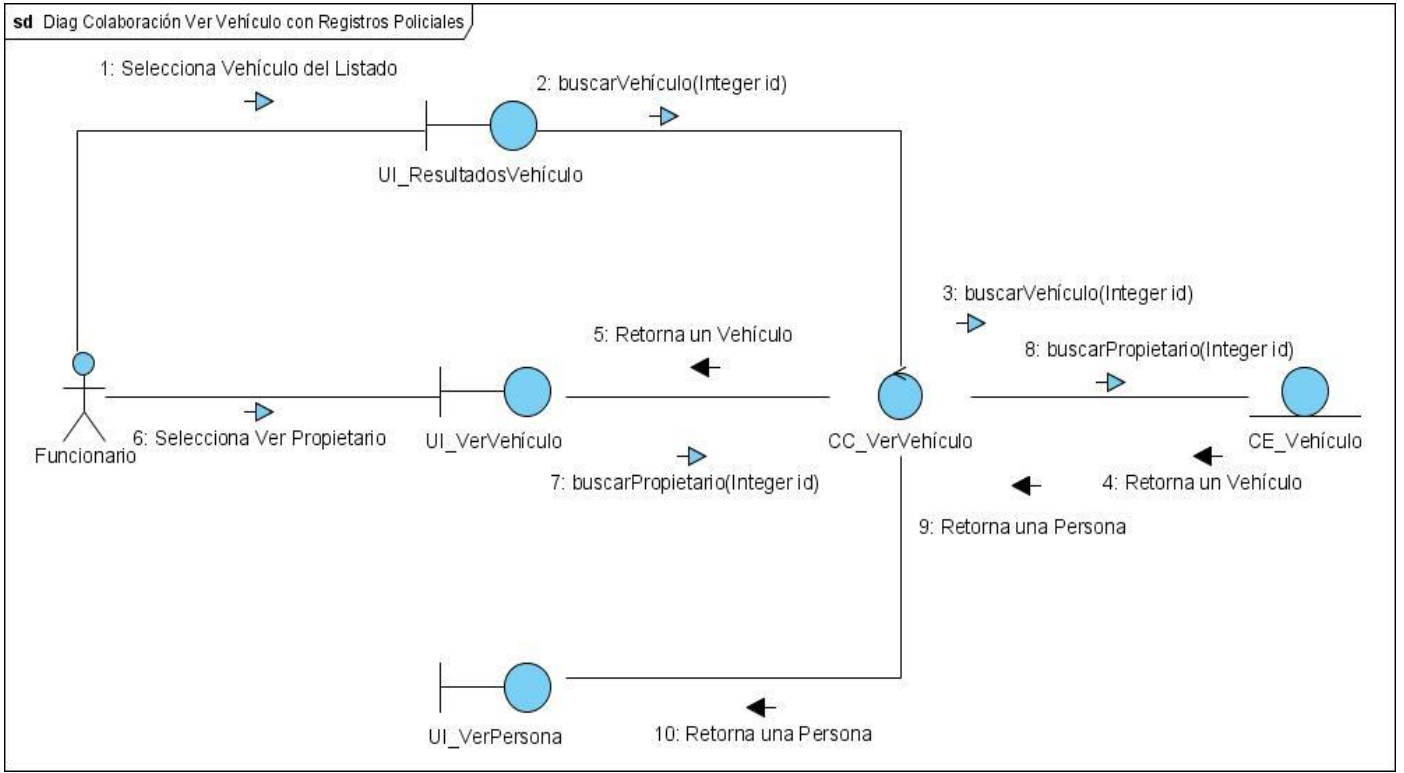 sd Diag Colaboración Ver Vehículo con Registros Policiales
1: Selecciona Vehículo del Listado
2: buscarVehículo(Integer id)
UI_ResultadosVehículo
3: buscarVehículo(Integer id)
5: Retorna un Vehículo
8: buscarPropietario(Integer id)
6: Selecciona Ver Propietario
UI_VerVehículo
CC_VerVehículo
CE_Vehículo
Funcionario
7: buscarPropietario(Integer id)
4: Retorna un Vehículo
9: Retorna una Persona
UI_VerPersona
10: Retorna una Persona